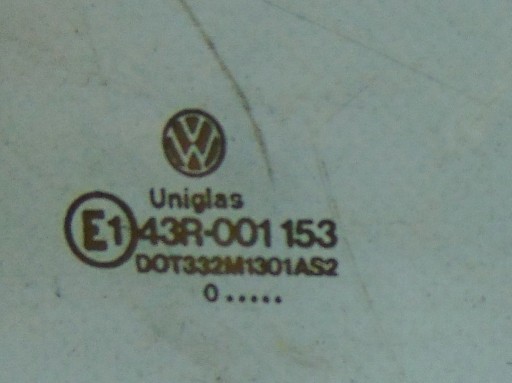 VW
Uniglas
E1 43R-001153
DOT332M1301AS2
0 .....